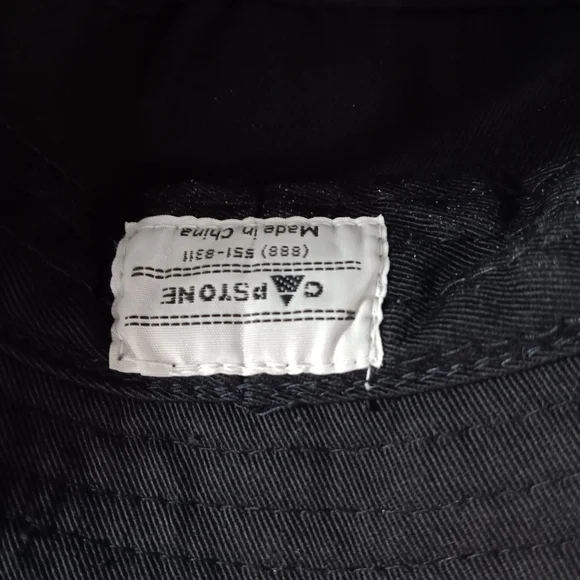 CAPSTONE
(888) 551-8311
Made in China